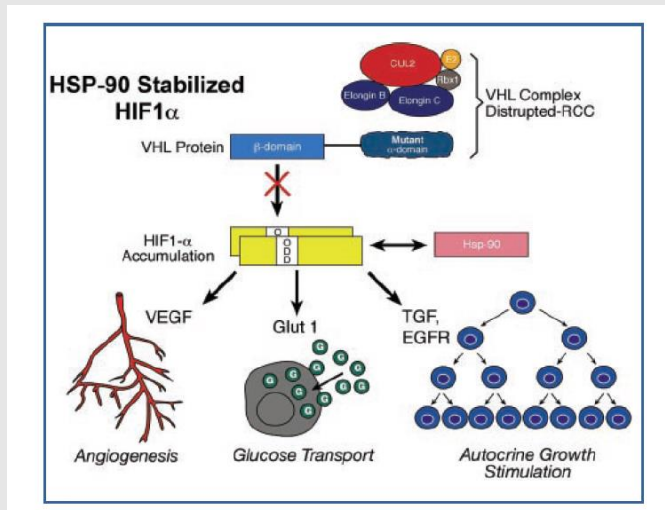 HSP-90 Stabilized
HIF1α
CUL2
E2
Rbx1
Elongin B
Elongin C
VHL Complex
Distrupted-RCC
VHL Protein
β-domain
Mutant
α-domain
HIF1-α
Accumulation
O
O
D
D
Hsp-90
VEGF
Glut 1
TGF,
EGFR
G
G
G
G
G
G
G
G
G
G
G
Angiogenesis
Glucose Transport
Autocrine Growth
Stimulation